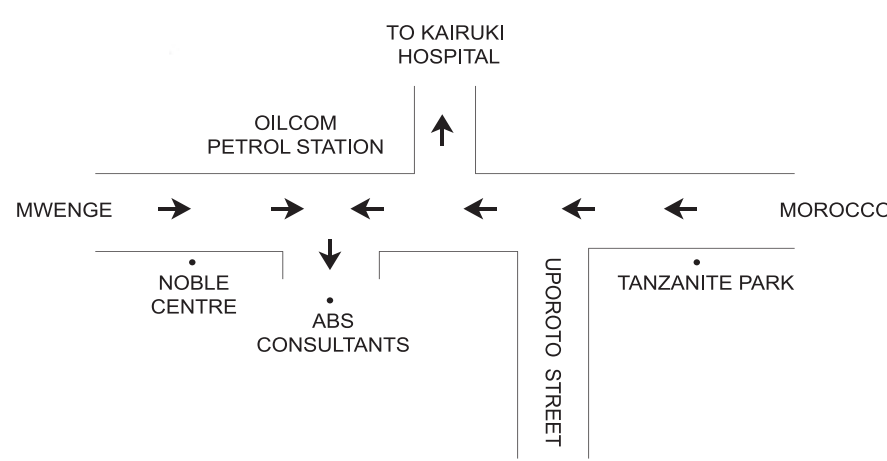 TO KAIRUKI
HOSPITAL
OILCOM
PETROL STATION
MWENGE
MOROCCO
NOBLE
CENTRE
ABS
CONSULTANTS
UPOROTO STREET
TANZANITE PARK